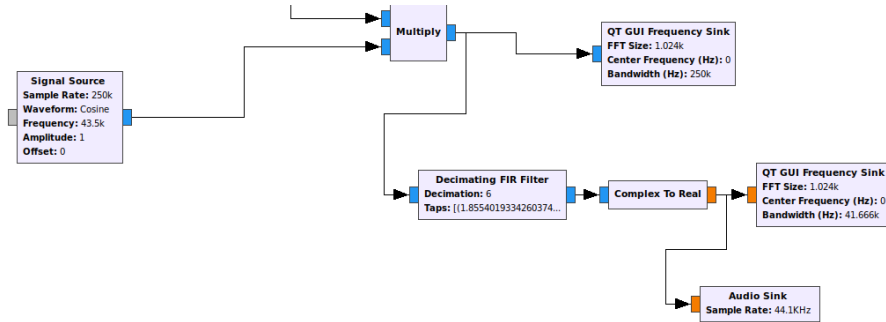 Multiply
QT GUI Frequency Sink
FFT Size: 1.024k
Center Frequency (Hz): 0
Bandwidth (Hz): 250k
Signal Source
Sample Rate: 250k
Waveform: Cosine
Frequency: 43.5k
Amplitude: 1
Offset: 0
Decimating FIR Filter
Decimation: 6
Taps: [(1.8554019334260374...
Complex To Real
QT GUI Frequency Sink
FFT Size: 1.024k
Center Frequency (Hz): 0
Bandwidth (Hz): 41.666k
Audio Sink
Sample Rate: 44.1KHz